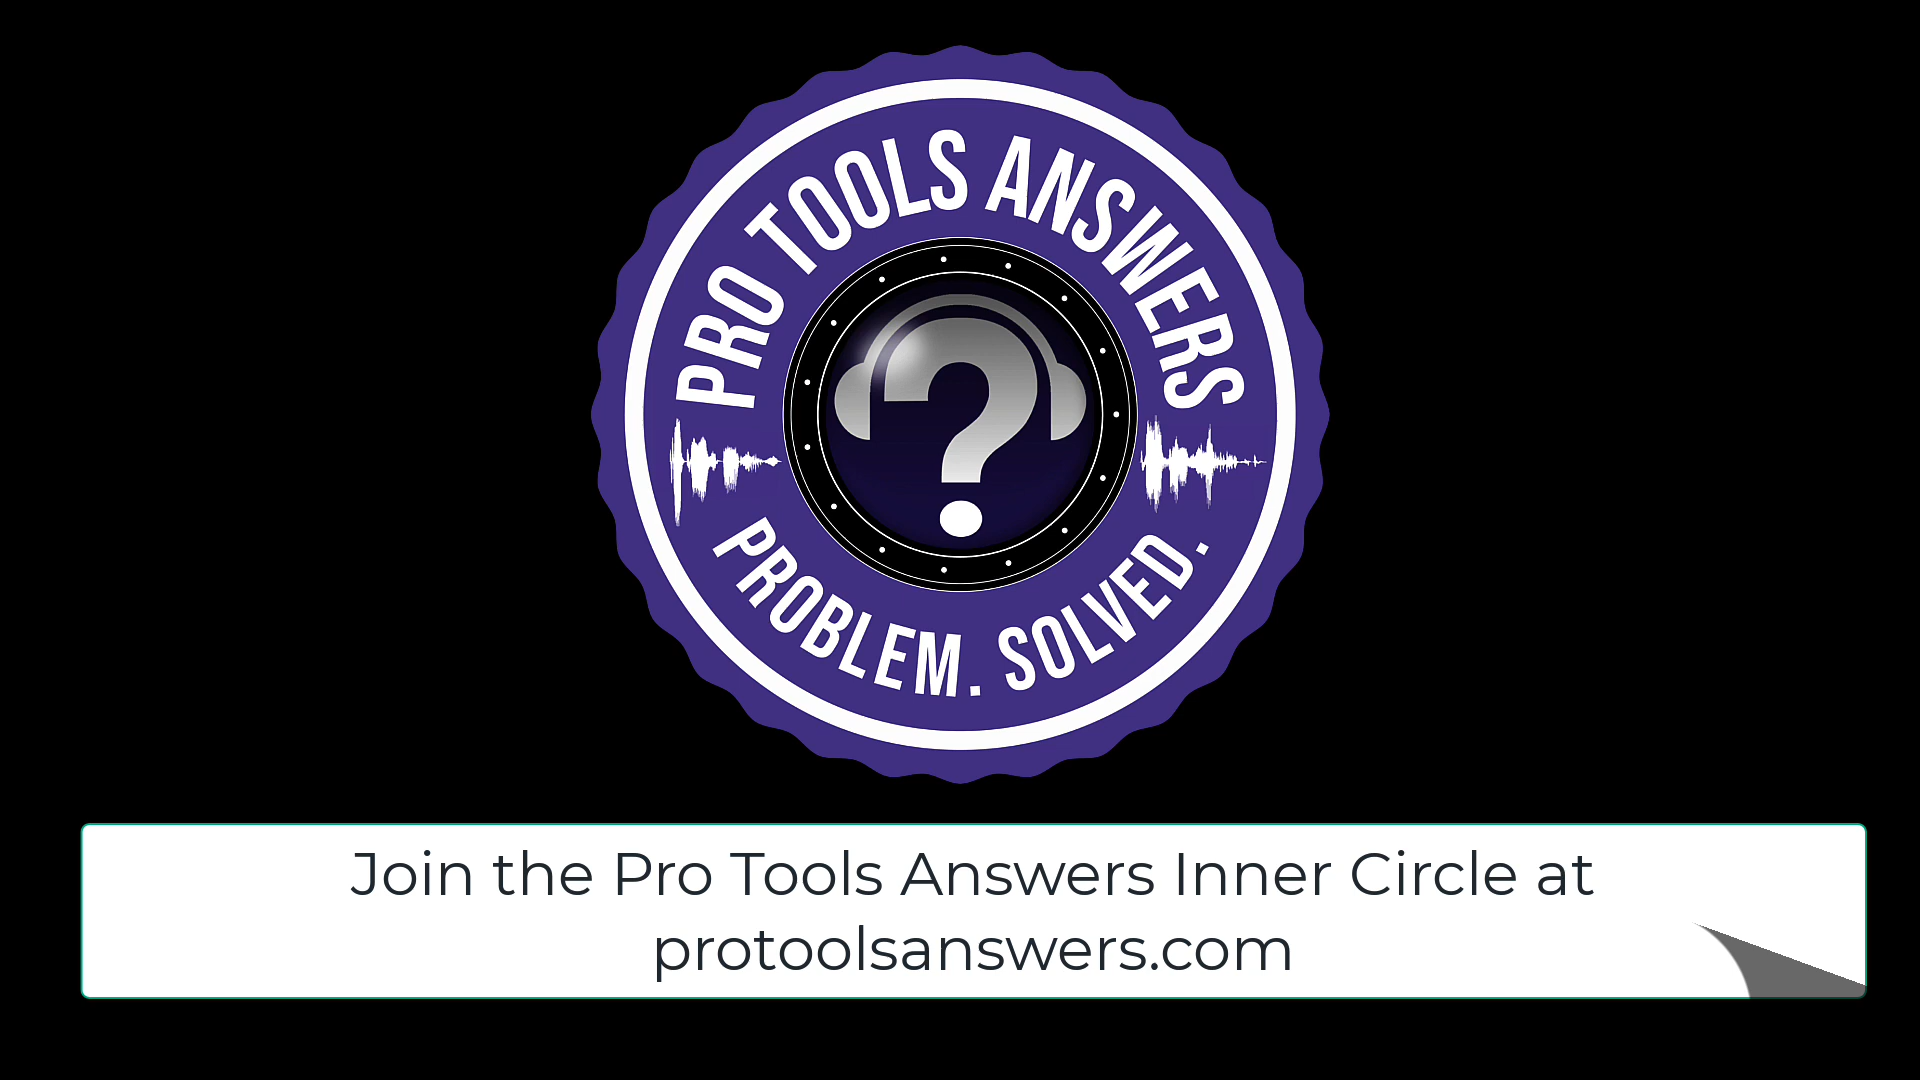 PRO TOOLS ANSWERS
?
PROBLEM. SOLVED.
Join the Pro Tools Answers Inner Circle at
protoolsanswers.com